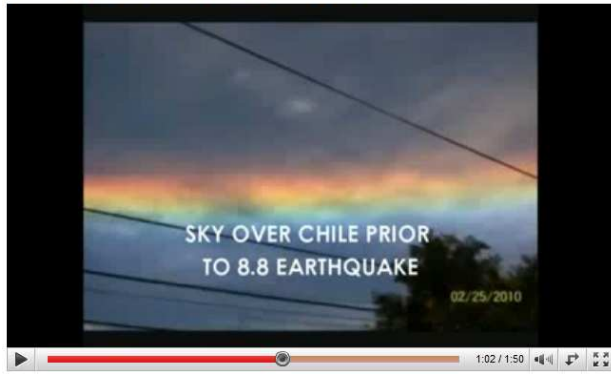 SKY OVER CHILE PRIOR
TO 8.8 EARTHQUAKE
02/25/2010
1:02 / 1:50